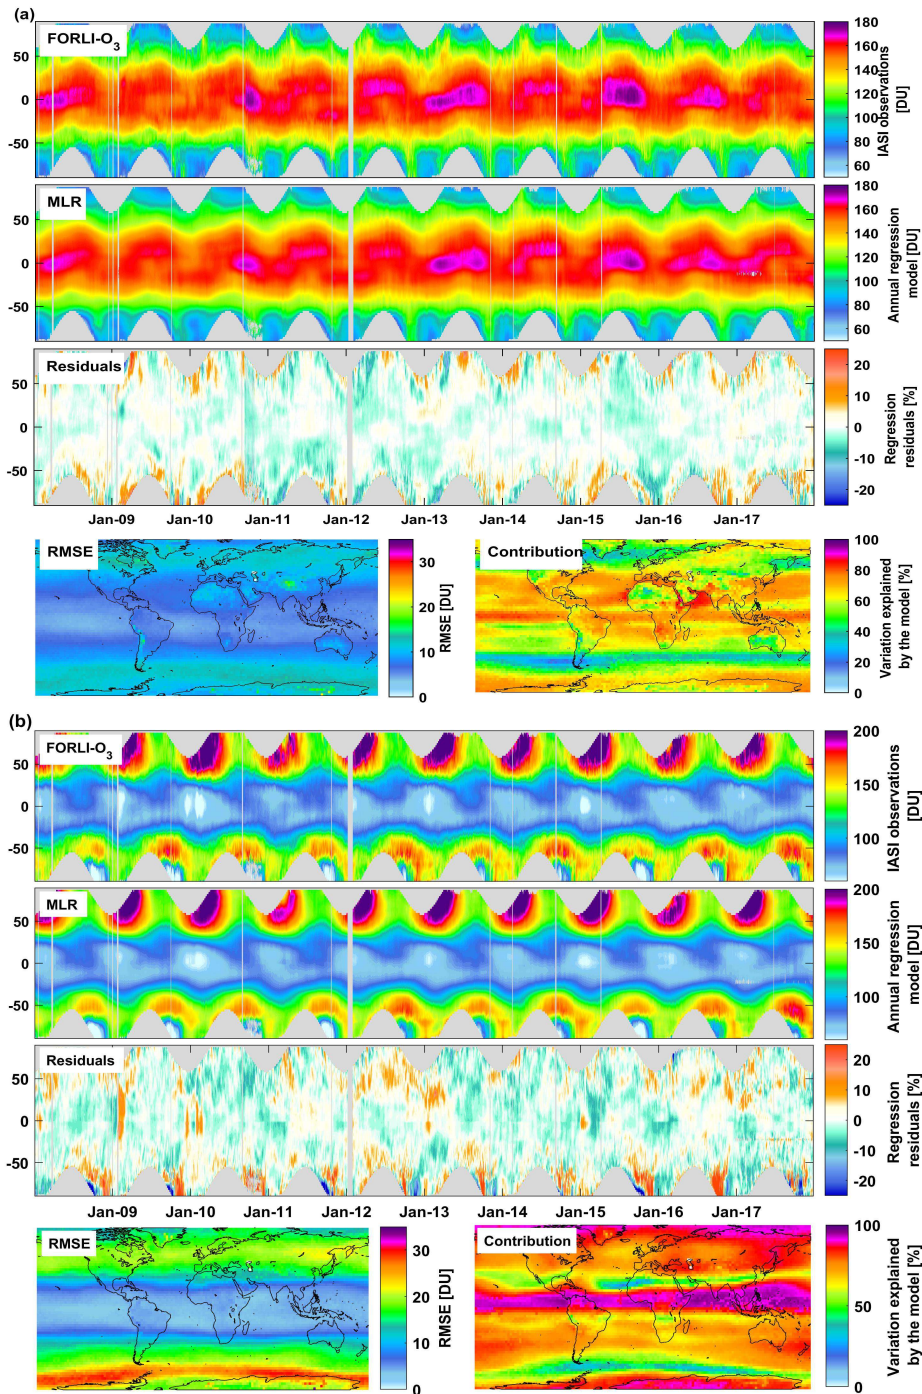 (a)
FORLI-O3
50
0
-50
180
160
140
120
100
80
60
IASI observations
[DU]
MLR
50
0
-50
180
160
140
120
100
80
60
Annual regression
model [DU]
Residuals
50
0
-50
20
10
0
-10
-20
Regression
residuals [%]
Jan-09 Jan-10 Jan-11 Jan-12 Jan-13 Jan-14 Jan-15 Jan-16 Jan-17
RMSE
30
20
10
0
RMSE [DU]
Contribution
100
80
60
40
20
0
Variation explained
by the model [%]
(b)
FORLI-O3
50
0
-50
200
150
100
IASI observations
[DU]
MLR
50
0
-50
200
150
100
Annual regression
model [DU]
Residuals
50
0
-50
20
10
0
-10
-20
Regression
residuals [%]
Jan-09 Jan-10 Jan-11 Jan-12 Jan-13 Jan-14 Jan-15 Jan-16 Jan-17
RMSE
30
20
10
0
RMSE [DU]
Contribution
100
50
0
Variation explained
by the model [%]